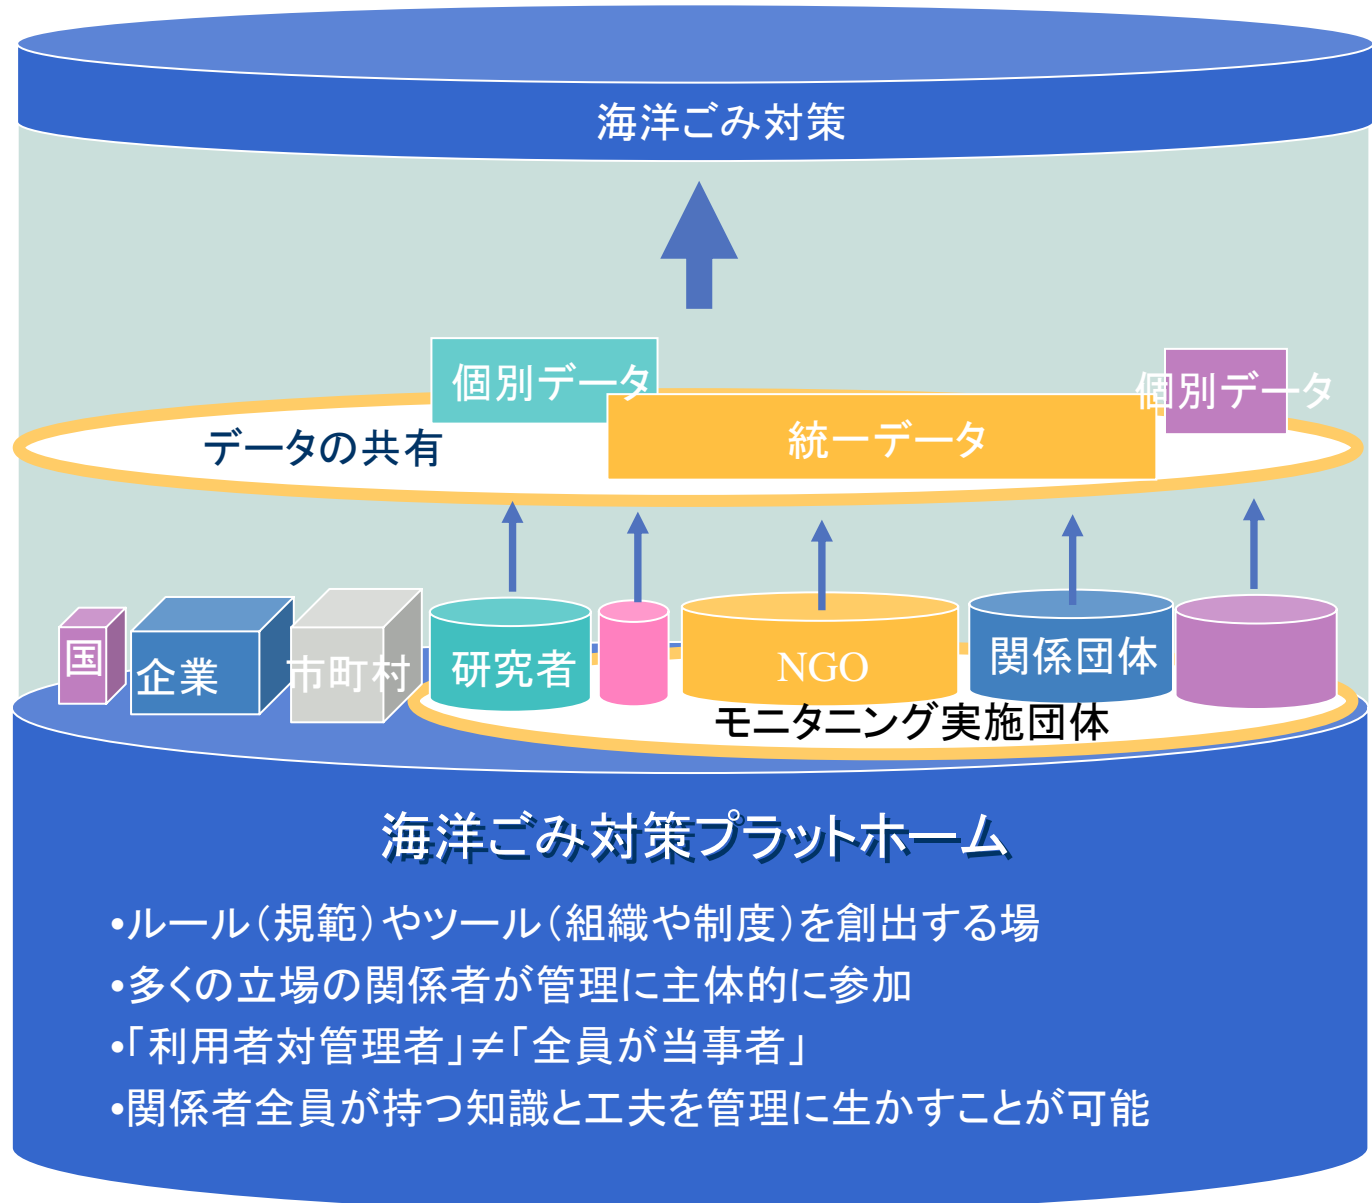 海洋ごみ対策
個別データ
個別データ
統一データ
データの共有
国
企業
市町村
研究者
NGO
関係団体
モニタニング実施団体
海洋ごみ対策プラットホーム
•ルール（規範）やツール（組織や制度）を創出する場
•多くの立場の関係者が管理に主体的に参加
•「利用者対管理者」≠「全員が当事者」
•関係者全員が持つ知識と工夫を管理に生かすことが可能